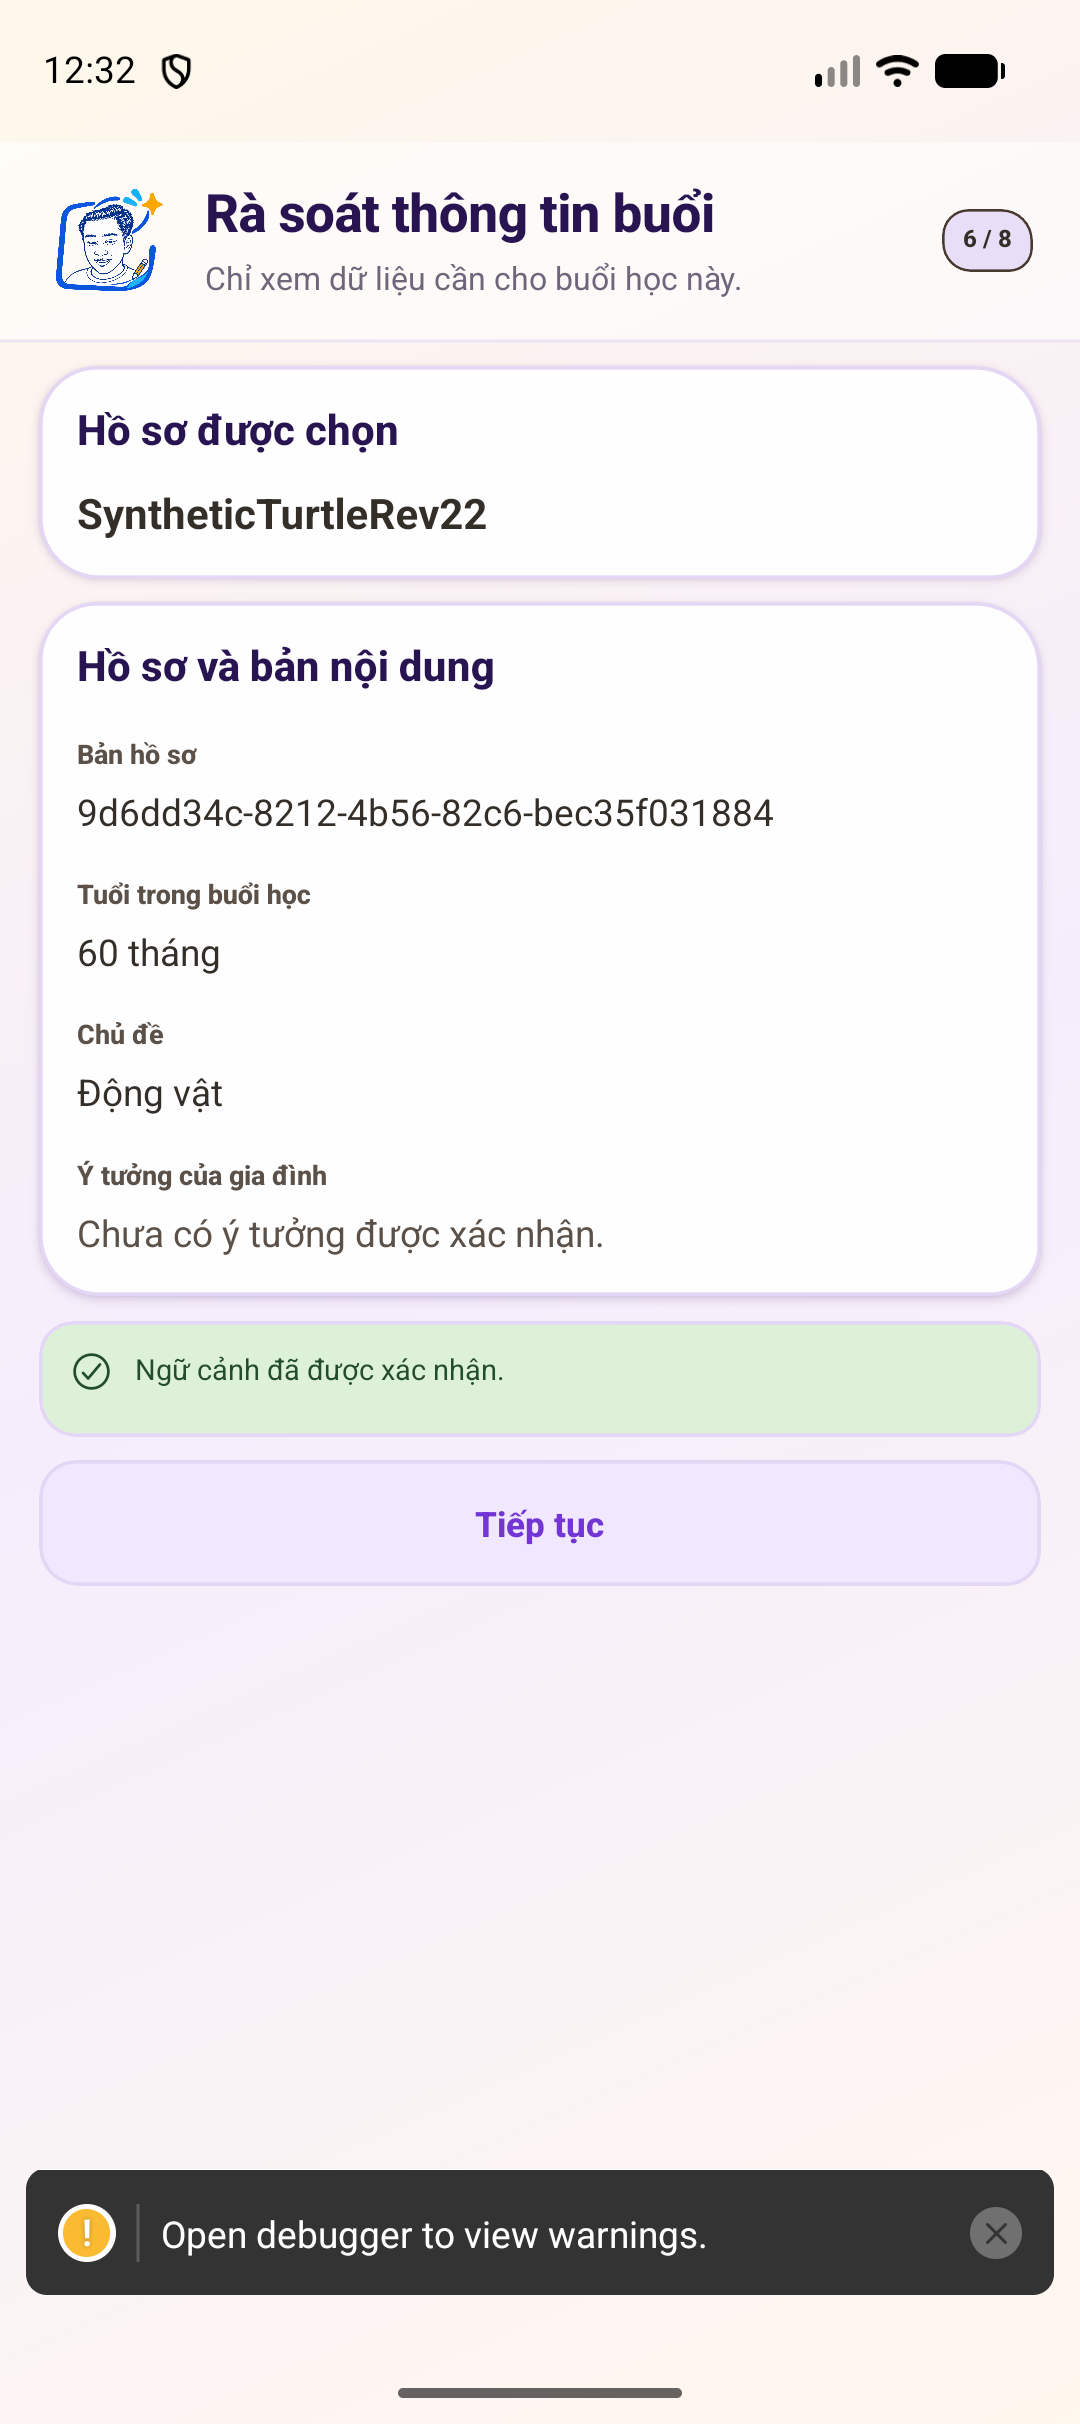 12:32
Rà soát thông tin buổi
Chỉ xem dữ liệu cần cho buổi học này.
6 / 8
Hồ sơ được chọn
SyntheticTurtleRev22
Hồ sơ và bản nội dung
Bản hồ sơ
9d6dd34c-8212-4b56-82c6-bec35f031884
Tuổi trong buổi học
60 tháng
Chủ đề
Động vật
Ý tưởng của gia đình
Chưa có ý tưởng được xác nhận.
Ngữ cảnh đã được xác nhận.
Tiếp tục
Open debugger to view warnings.